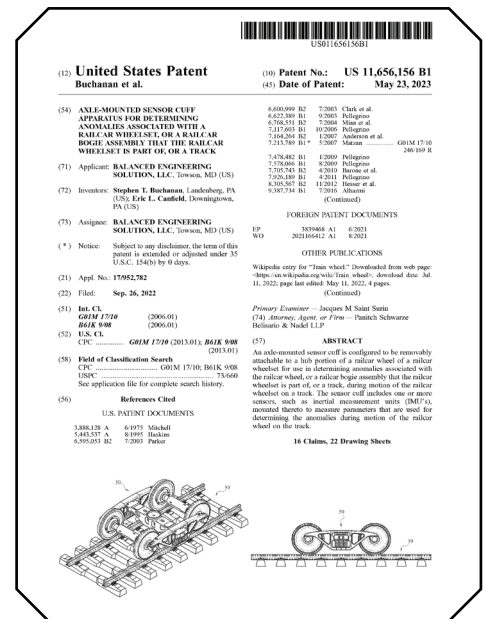 US011656156B1
(12) United States Patent
Buchanan et al.
(10) Patent No.: US 11,656,156 B1
(45) Date of Patent: May 23, 2023
(54) AXLE-MOUNTED SENSOR CUFF
APPARATUS FOR DETERMINING
ANOMALIES ASSOCIATED WITH A
RAILCAR WHEELSET, OR A RAILCAR
BOGIE ASSEMBLY THAT THE RAILCAR
WHEELSET IS PART OF, OR A TRACK
(71) Applicant: BALANCED ENGINEERING
SOLUTION, LLC, Towson, MD (US)
(72) Inventors: Stephen T. Buchanan, Landenberg, PA
(US); Eric L. Canfield, Downingtown,
PA (US)
(73) Assignee: BALANCED ENGINEERING
SOLUTION, LLC, Towson, MD (US)
( * ) Notice: Subject to any disclaimer, the term of this
patent is extended or adjusted under 35
U.S.C. 154(b) by 0 days.
(21) Appl. No.: 17/952,782
(22) Filed: Sep. 26, 2022
(51) Int. Cl.
G01M 17/10 (2006.01)
B61K 9/08 (2006.01)
(52) U.S. Cl.
CPC .............. G01M 17/10 (2013.01); B61K 9/08
(2013.01)
(58) Field of Classification Search
CPC ................................ G01M 17/10; B61K 9/08
USPC .......................................................... 73/660
See application file for complete search history.
(56) References Cited
U.S. PATENT DOCUMENTS
3,888,128 A 6/1975 Mitchell
5,443,537 A 8/1995 Haskins
6,595,053 B2 7/2003 Parker
6,600,999 B2 7/2003 Clark et al.
6,622,389 B1 9/2003 Pellegrino
6,768,551 B2 7/2004 Mian et al.
7,117,603 B1 10/2006 Pellegrino
7,164,264 B2 1/2007 Anderson et al.
7,213,789 B1 * 5/2007 Matzan ............... G01M 17/10
246/169 R
7,478,482 B1 1/2009 Pellegrino
7,578,066 B1 8/2009 Pellegrino
7,705,743 B2 4/2010 Barone et al.
7,926,189 B1 4/2011 Pellegrino
8,305,567 B2 11/2012 Hesser et al.
9,387,734 B1 7/2016 Alhazmi
(Continued)
FOREIGN PATENT DOCUMENTS
EP 3839468 A1 6/2021
WO 2021166412 A1 8/2021
OTHER PUBLICATIONS
Wikipedia entry for "Train wheel." Downloaded from web page:
<https://en.wikipedia.org/wiki/Train_wheel>, download date: Jul.
11, 2022; page last edited: May 11, 2022, 4 pages.
(Continued)
Primary Examiner — Jacques M Saint Surin
(74) Attorney, Agent, or Firm — Panitch Schwarze
Belisario & Nadel LLP
(57) ABSTRACT
An axle-mounted sensor cuff is configured to be removably
attachable to a hub portion of a railcar wheel of a railcar
wheelset for use in determining anomalies associated with
the railcar wheelset, or a railcar bogie assembly that the railcar
wheelset is part of, or a track, during motion of the railcar
wheelset on a track. The sensor cuff includes one or more
sensors, such as inertial measurement units (IMU's),
mounted thereto to measure parameters that are used for
determining the anomalies during motion of the railcar
wheelset on the track.
16 Claims, 22 Drawing Sheets
50
59
50
59